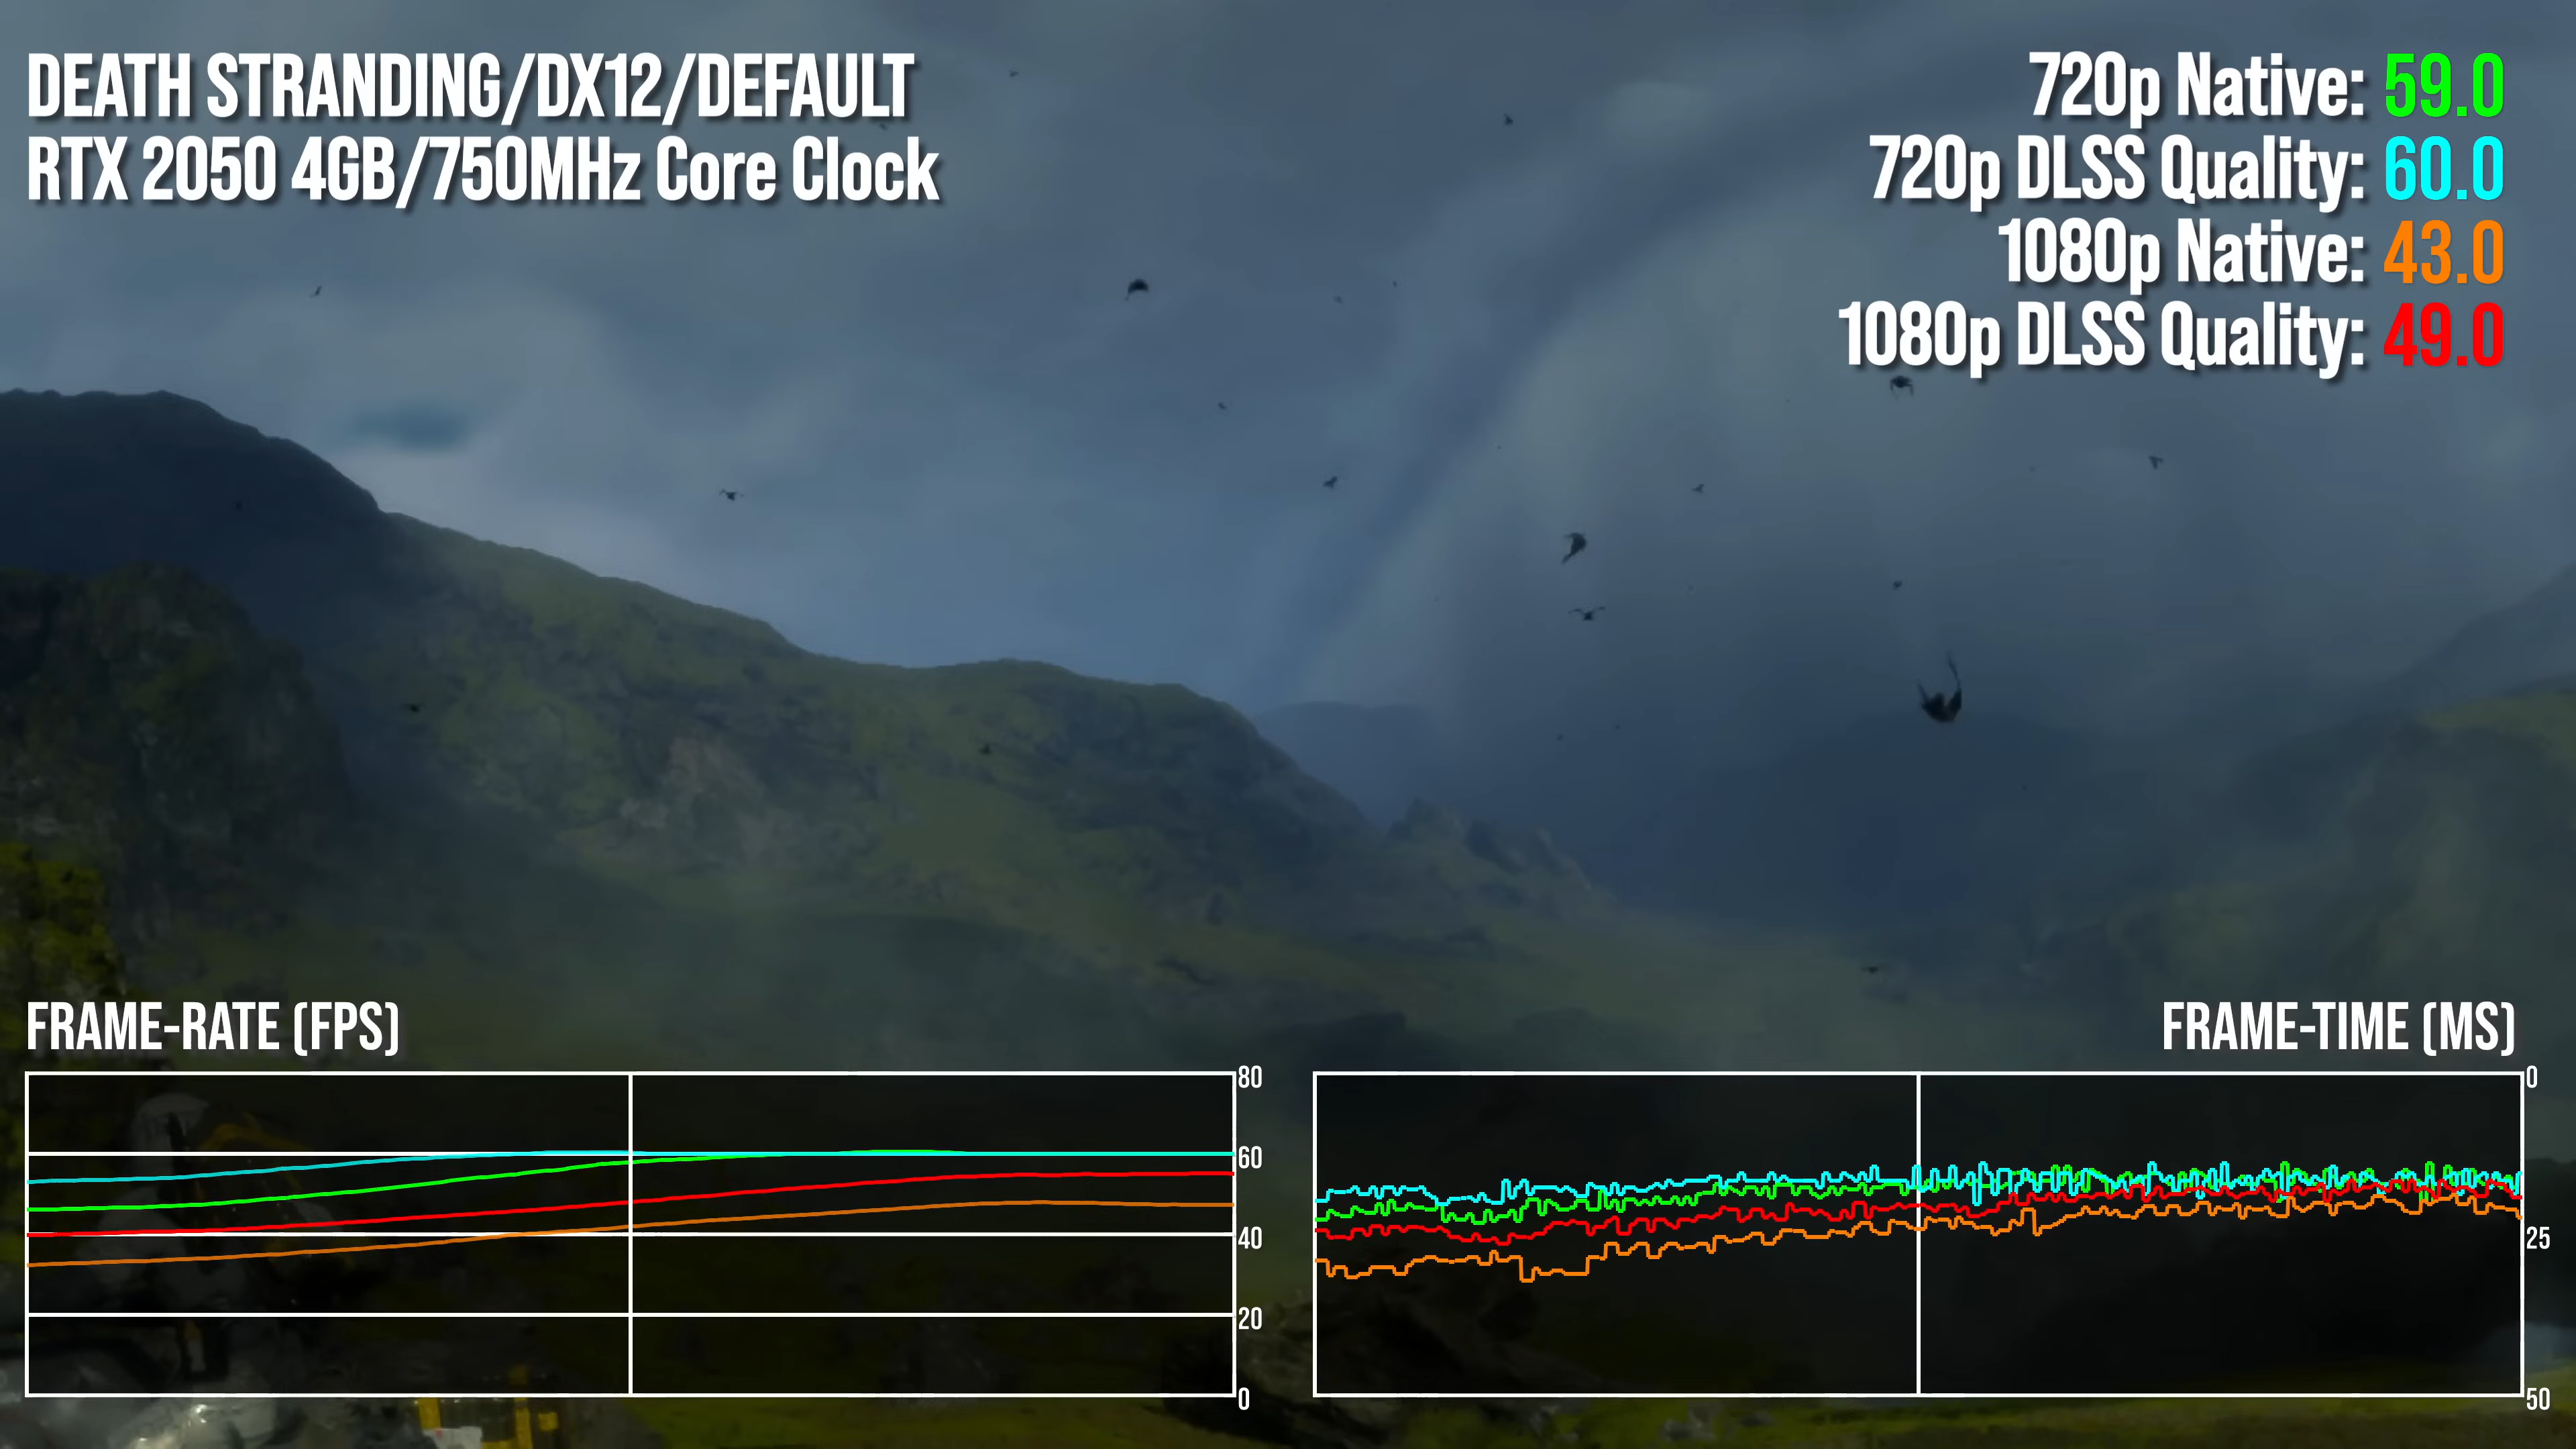 DEATH STRANDING/DX12/DEFAULT
RTX 2050 4GB/750MHz Core Clock
720p Native: 59.0
720p DLSS Quality: 60.0
1080p Native: 43.0
1080p DLSS Quality: 49.0
FRAME-RATE (FPS)
80
60
40
20
0
FRAME-TIME (MS)
0
25
50